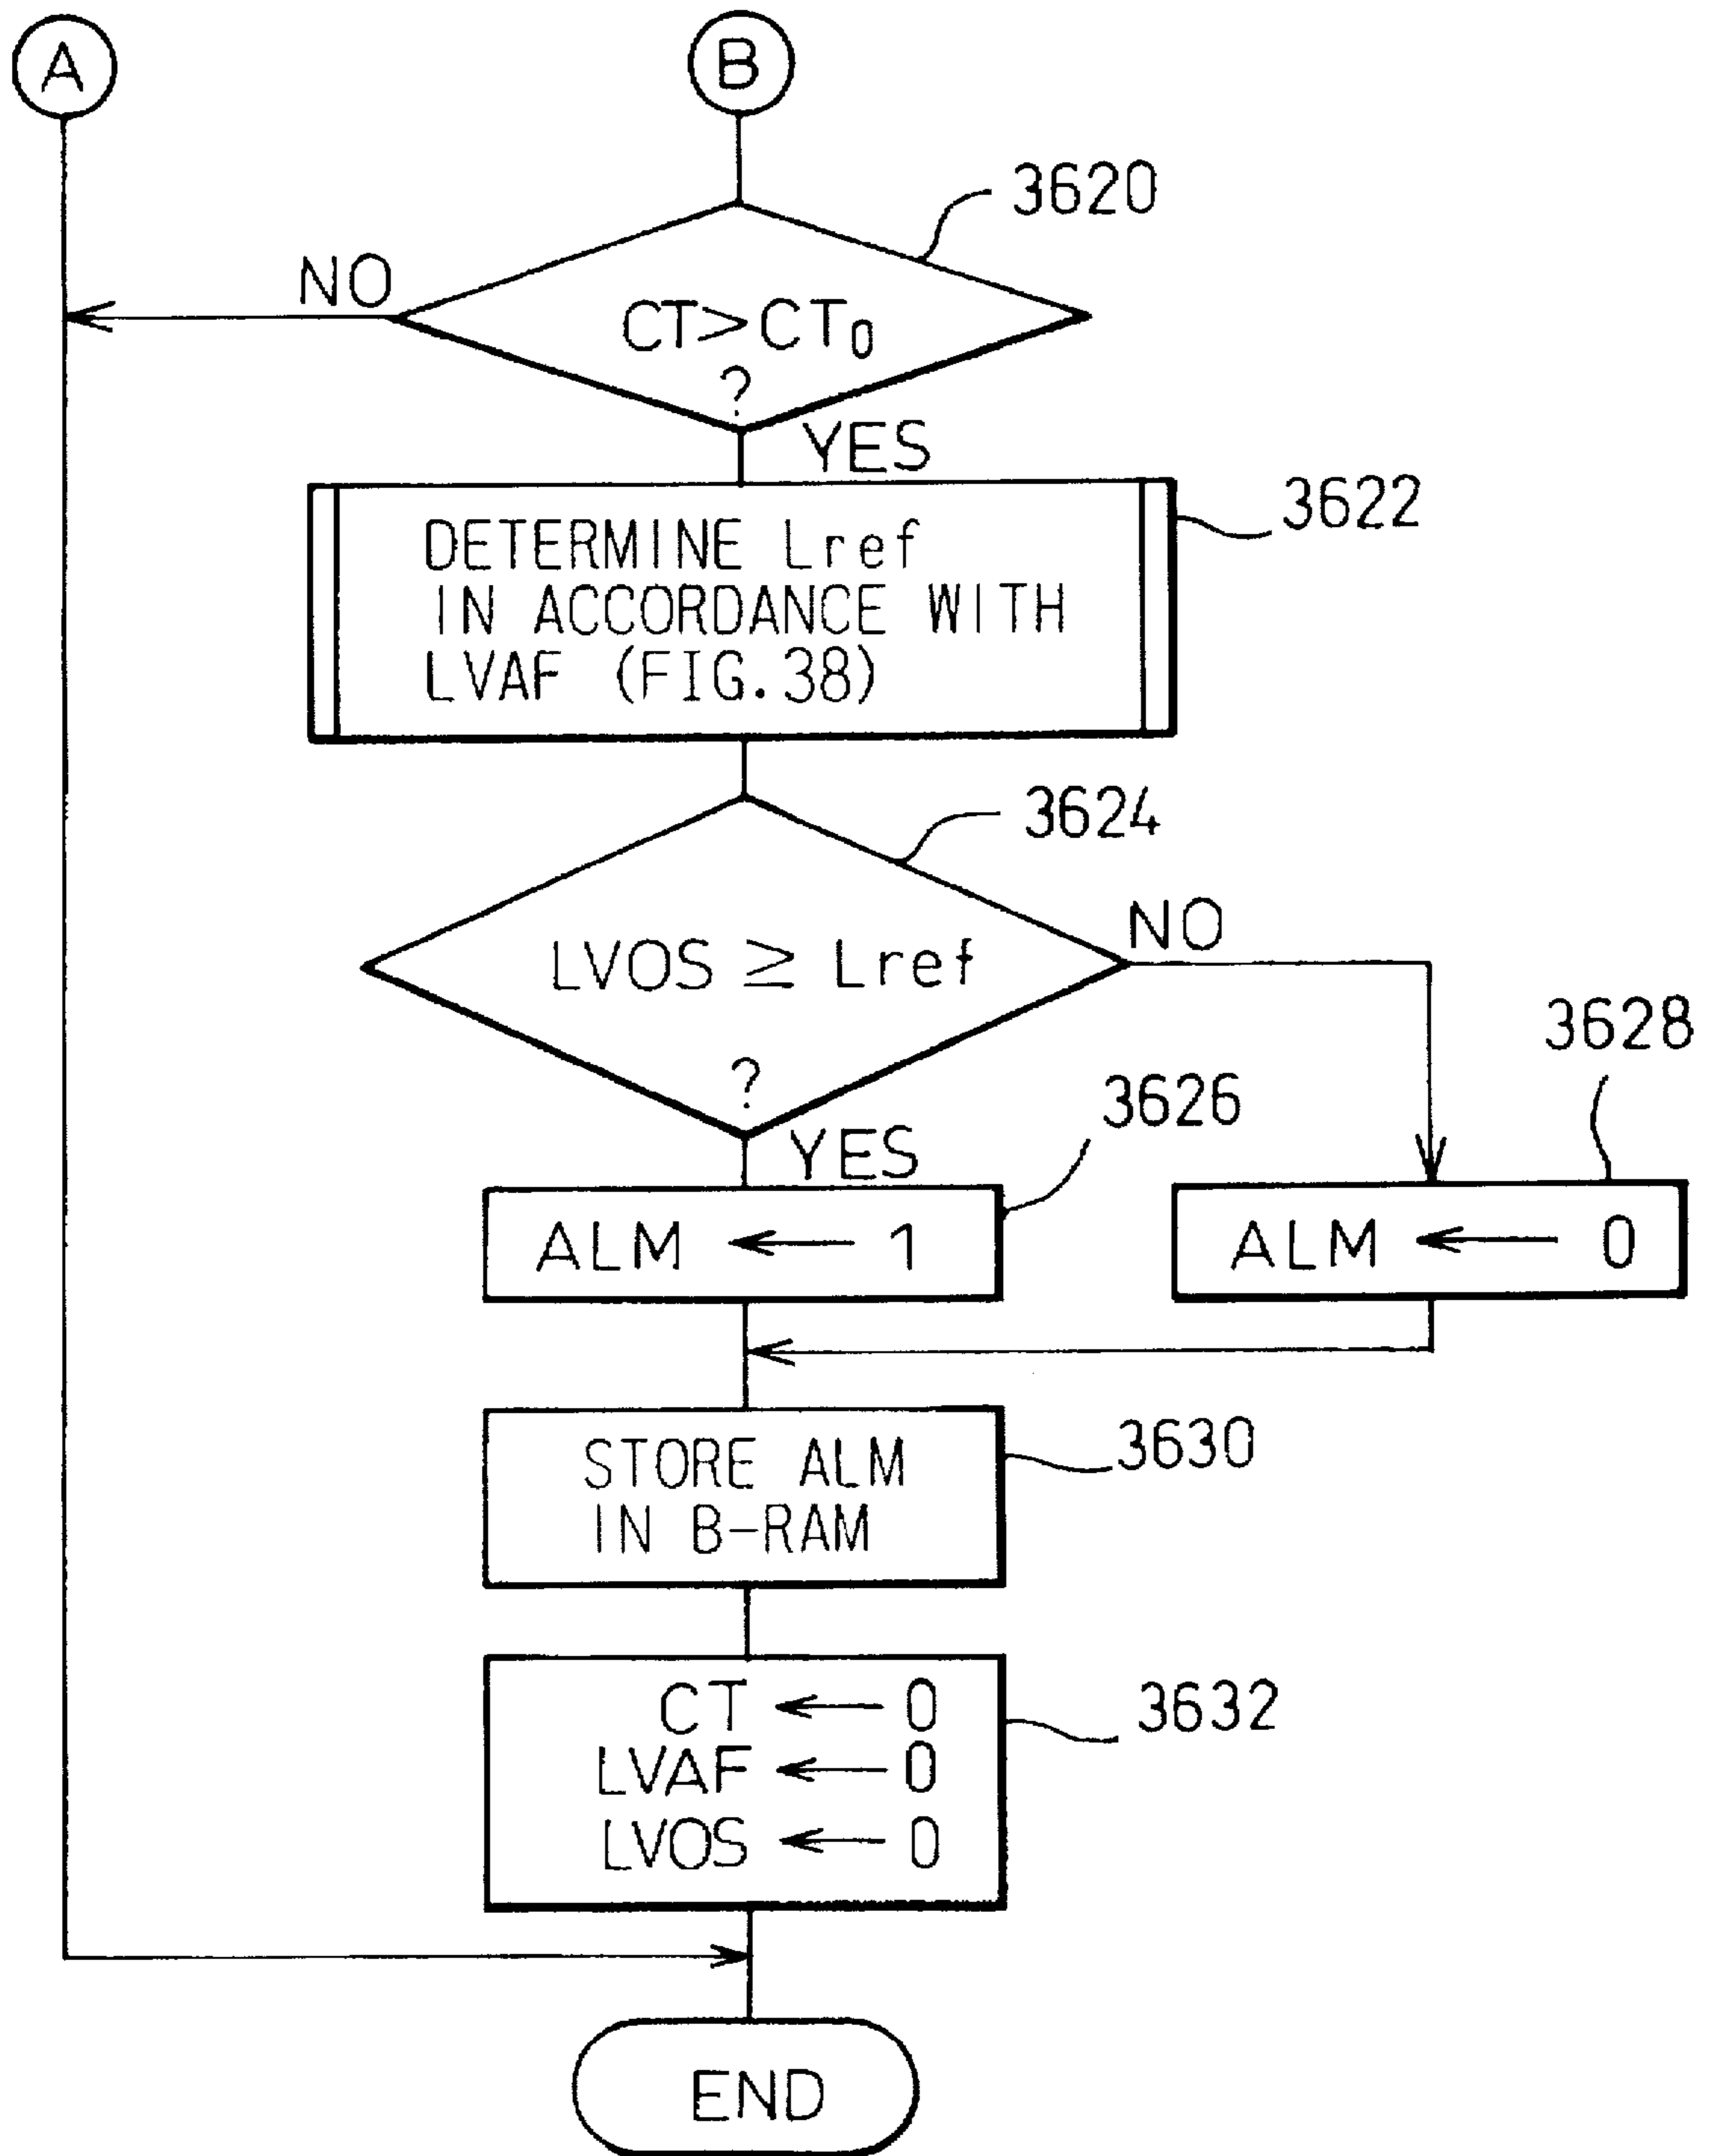 A
B
3620
NO
CT>CT0
?
YES
3622
DETERMINE Lref
IN ACCORDANCE WITH
LVAF (FIG.38)
3624
NO
LVOS ≥ Lref
?
3628
3626
YES
ALM ← 1
ALM ← 0
STORE ALM
IN B-RAM
3630
CT ← 0
LVAF ← 0
LVOS ← 0
3632
END